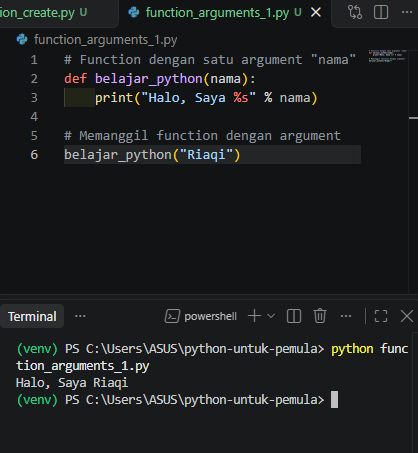 ion_create.py U
function_arguments_1.py U
function_arguments_1.py
1 # Function dengan satu argument "nama"
2 def belajar_python(nama):
3 print("Halo, Saya %s" % nama)
4
5 # Memanggil function dengan argument
6 belajar_python("Riaqi")
Terminal ... powershell ...
(venv) PS C:\Users\ASUS\python-untuk-pemula> python func
tion_arguments_1.py
Halo, Saya Riaqi
(venv) PS C:\Users\ASUS\python-untuk-pemula>